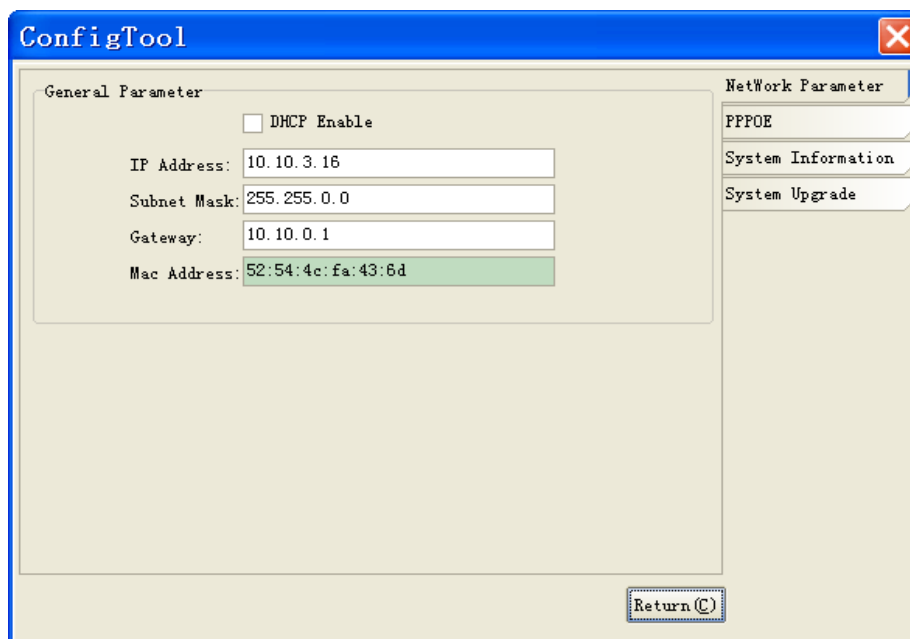 ConfigTool
General Parameter
DHCP Enable
IP Address: 10.10.3.16
Subnet Mask: 255.255.0.0
Gateway: 10.10.0.1
Mac Address: 52:54:4c:fa:43:6d
NetWork Parameter
PPPOE
System Information
System Upgrade
Return(C)